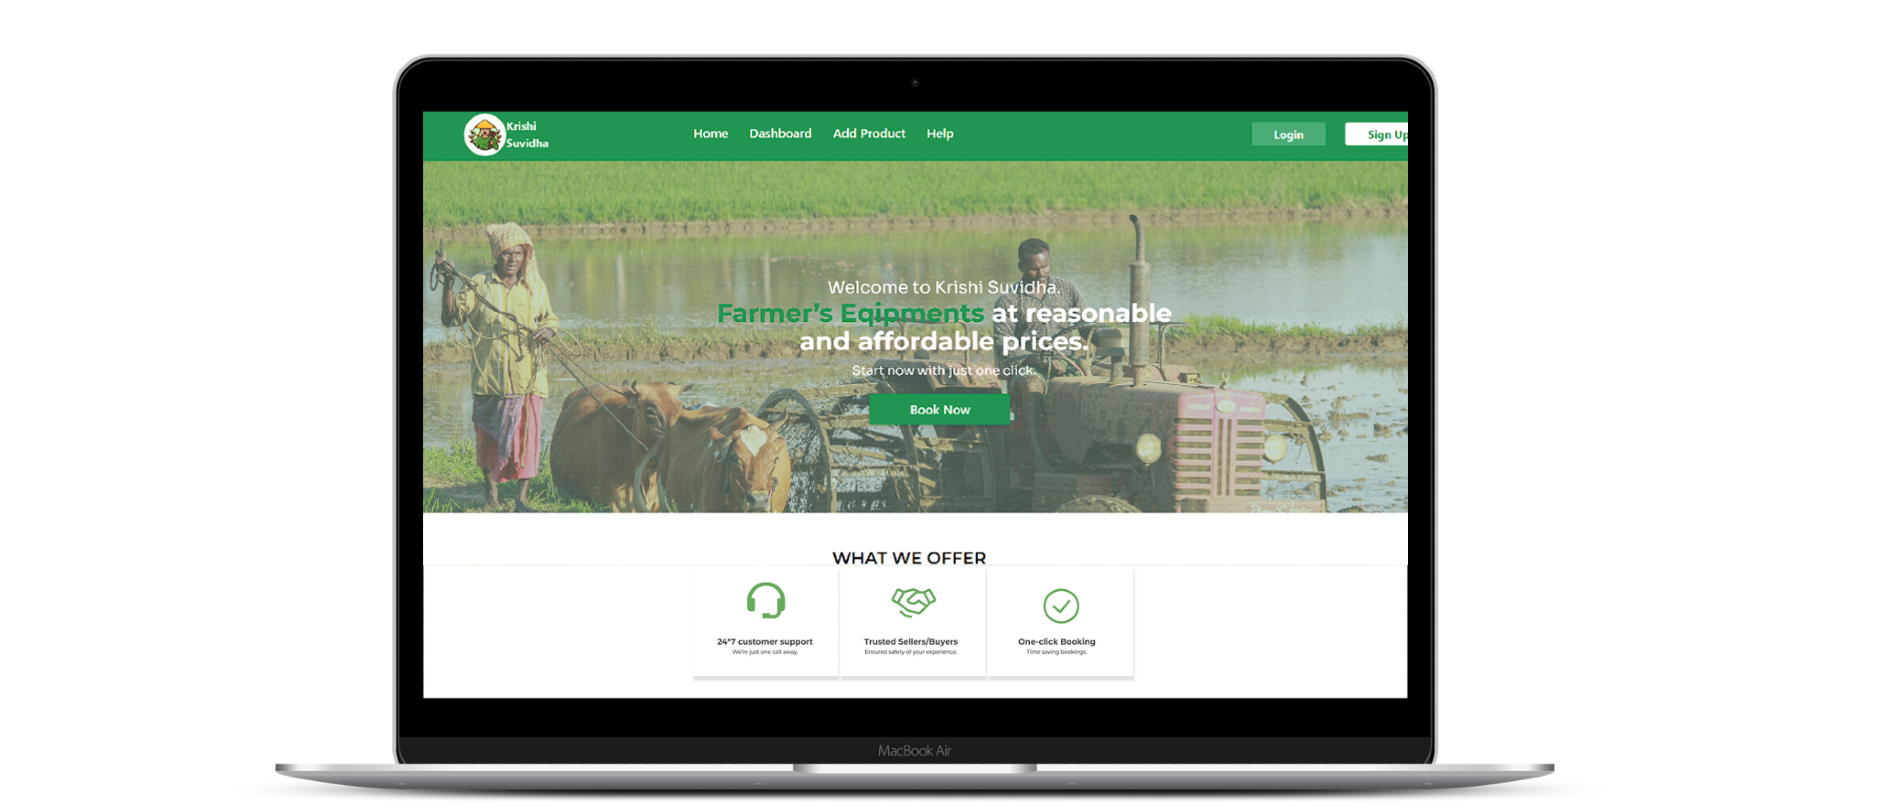 Krishi
Suvidha
Home Dashboard Add Product Help Login Sign Up
Welcome to Krishi Suvidha.
Farmer's Eqipments at reasonable
and affordable prices.
Start now with just one click.
Book Now
WHAT WE OFFER
24*7 customer support
We're just one call away.
Trusted Sellers/Buyers
Ensured safety of your experience.
One-click Booking
Time saving bookings.
MacBook Air